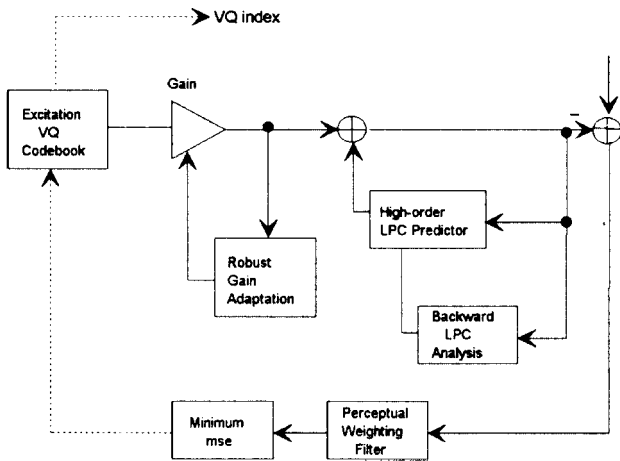 VQ index
Gain
Excitation
VQ
Codebook
High-order
LPC Predictor
Robust
Gain
Adaptation
Backward
LPC
Analysis
Minimum
mse
Perceptual
Weighting
Filter